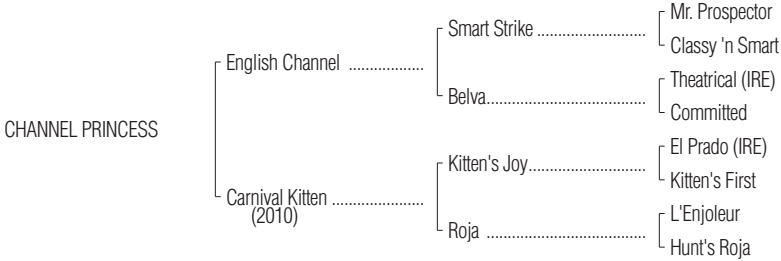 Mr. Prospector
Smart Strike ..........................
Classy 'n Smart
English Channel ..................
Theatrical (IRE)
Belva.......................................
Committed
CHANNEL PRINCESS
El Prado (IRE)
Kitten's Joy............................
Kitten's First
Carnival Kitten ......................
(2010)
L'Enjoleur
Roja .......................................
Hunt's Roja